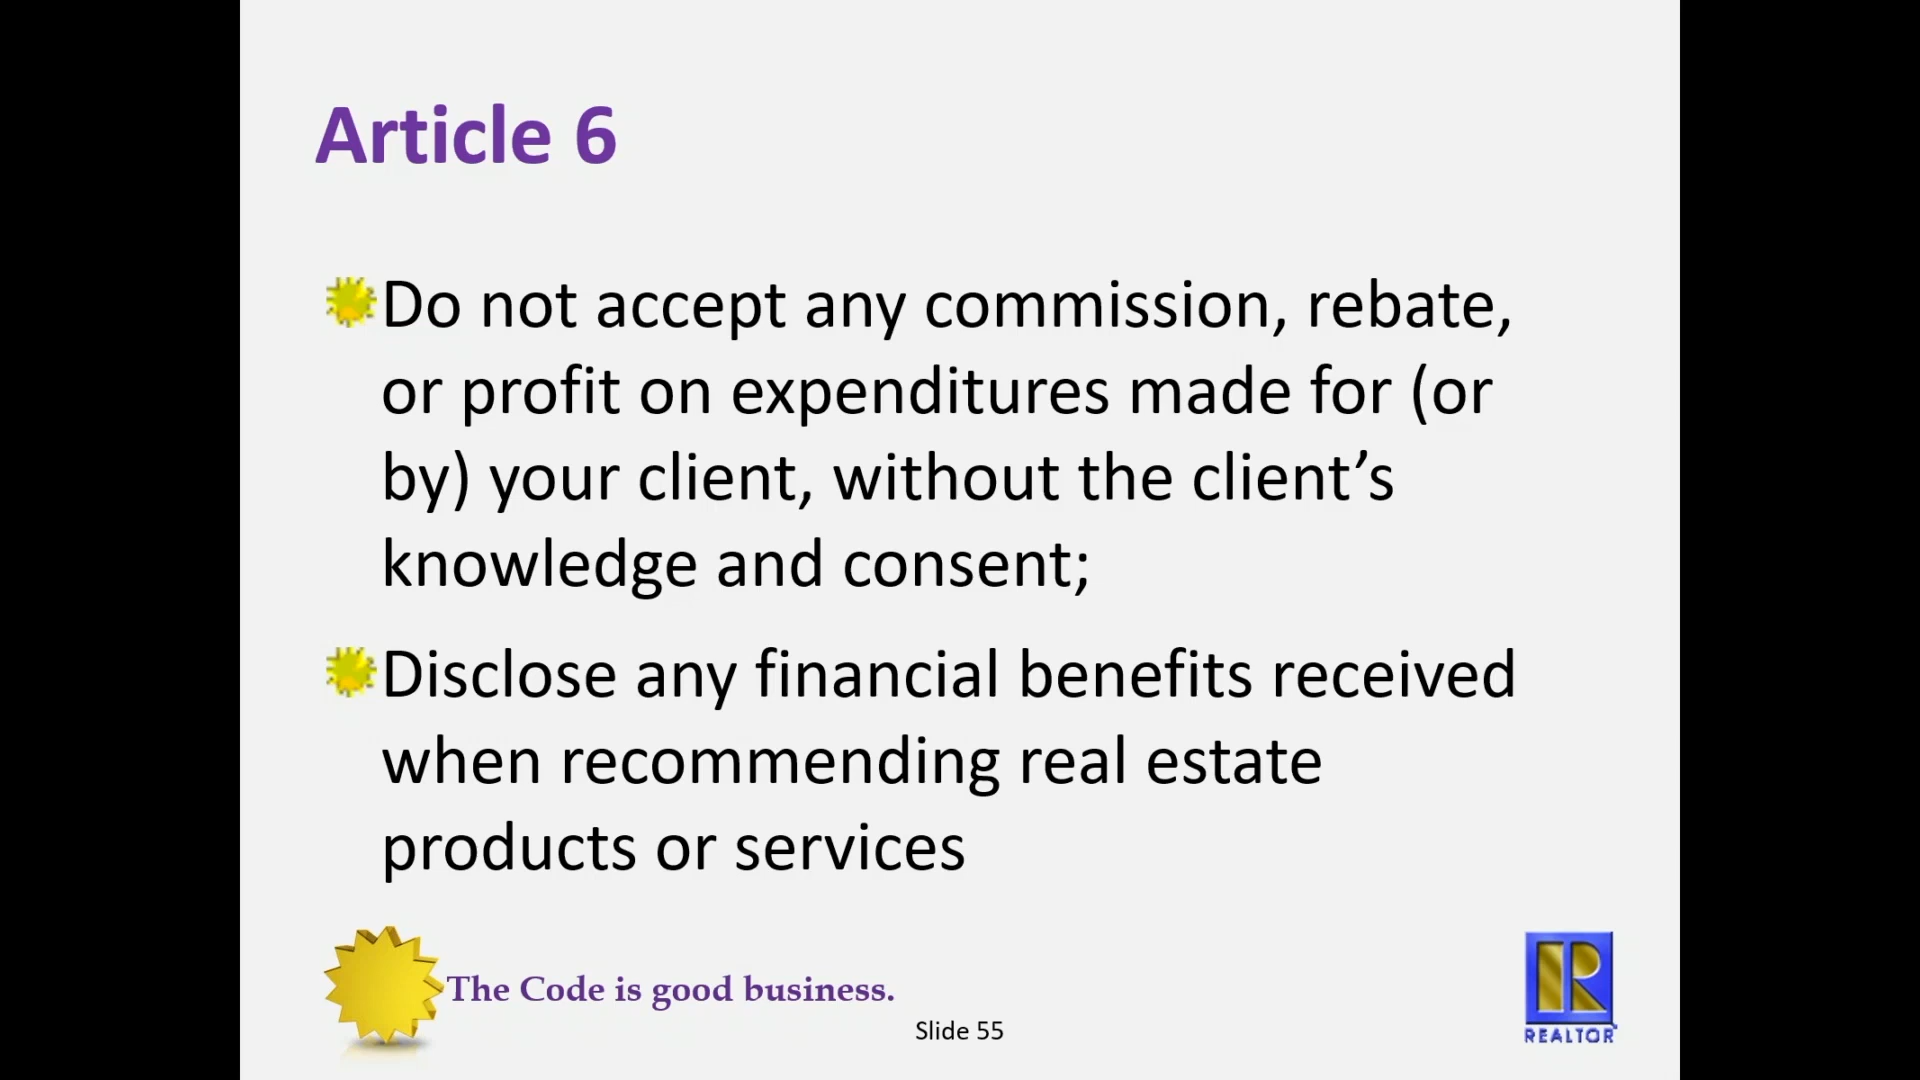 Article 6
Do not accept any commission, rebate,
or profit on expenditures made for (or
by) your client, without the client’s
knowledge and consent;
Disclose any financial benefits received
when recommending real estate
products or services
The Code is good business.
Slide 55
R
REALTOR